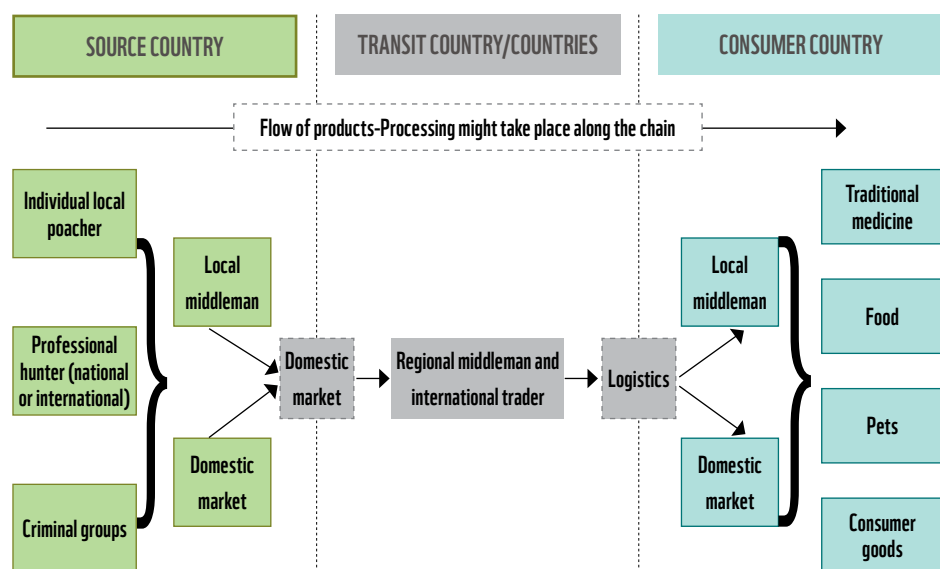 SOURCE COUNTRY
TRANSIT COUNTRY/COUNTRIES
CONSUMER COUNTRY
Flow of products-Processing might take place along the chain
Individual local
poacher
Professional
hunter (national
or international)
Criminal groups
Local
middleman
Domestic
market
Domestic
market
Regional middleman and
international trader
Logistics
Local
middleman
Domestic
market
Traditional
medicine
Food
Pets
Consumer
goods